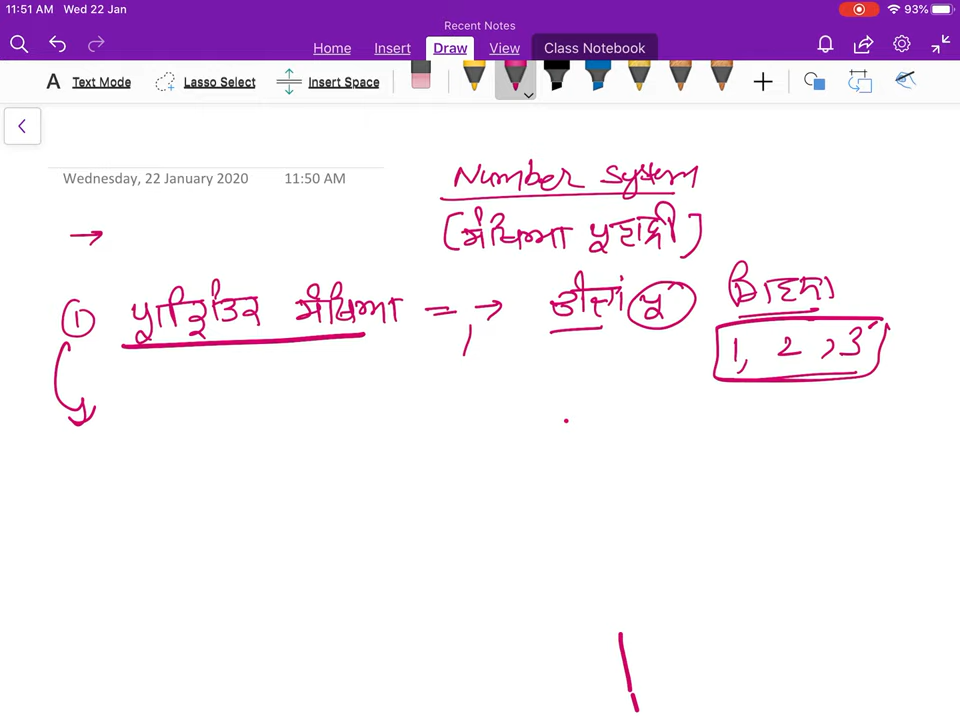 11:51 AM Wed 22 Jan 93%
Recent Notes
Home Insert Draw View Class Notebook
A Text Mode Lasso Select Insert Space
Wednesday, 22 January 2020 11:50 AM
Number System
[ਸੰਖਿਆ ਪ੍ਰਣਾਲੀ]
→
① ਪ੍ਰਾਕ੍ਰਿਤਕ ਸੰਖਿਆ = →
1, 2, 3